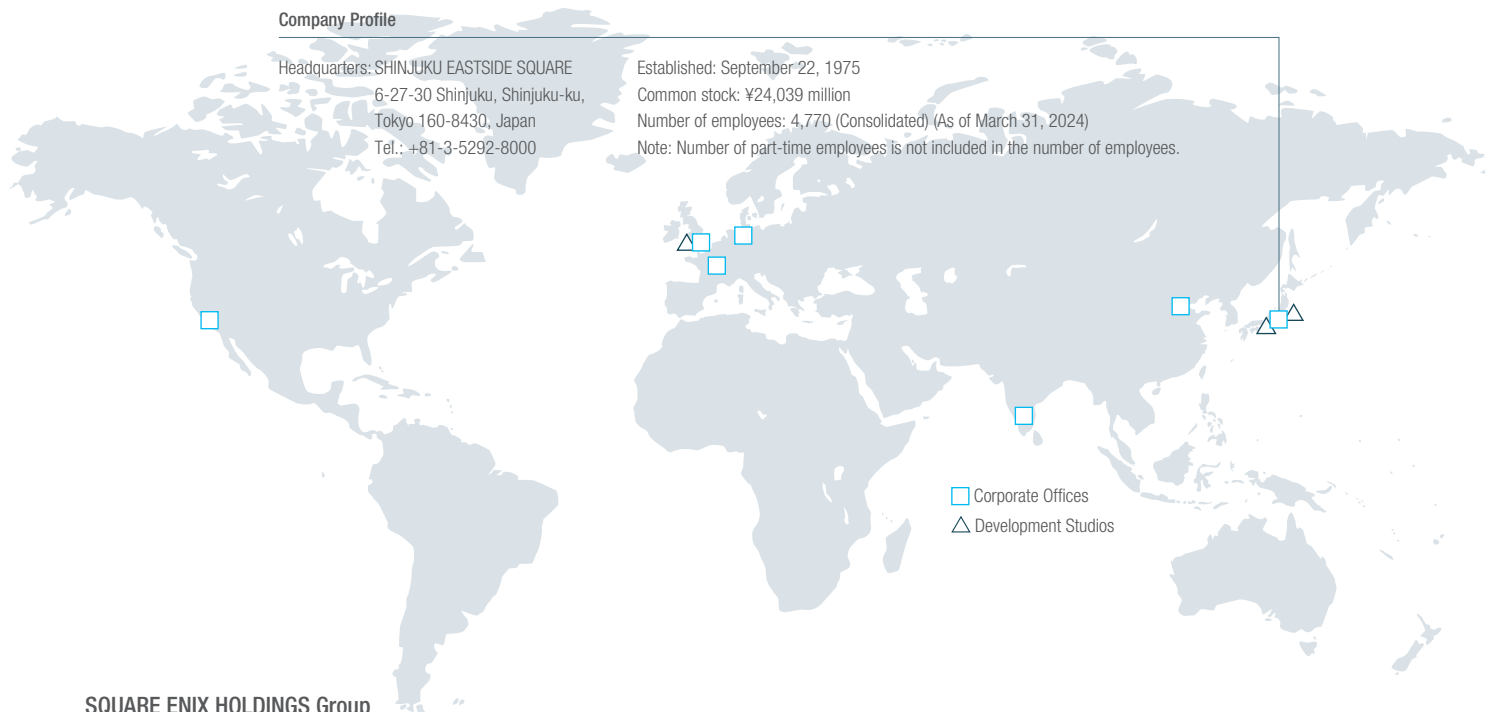 Company Profile
Headquarters: SHINJUKU EASTSIDE SQUARE
6-27-30 Shinjuku, Shinjuku-ku,
Tokyo 160-8430, Japan
Tel.: +81-3-5292-8000
Established: September 22, 1975
Common stock: ¥24,039 million
Number of employees: 4,770 (Consolidated) (As of March 31, 2024)
Note: Number of part-time employees is not included in the number of employees.
Corporate Offices
Development Studios
SQUARE ENIX HOLDINGS Group